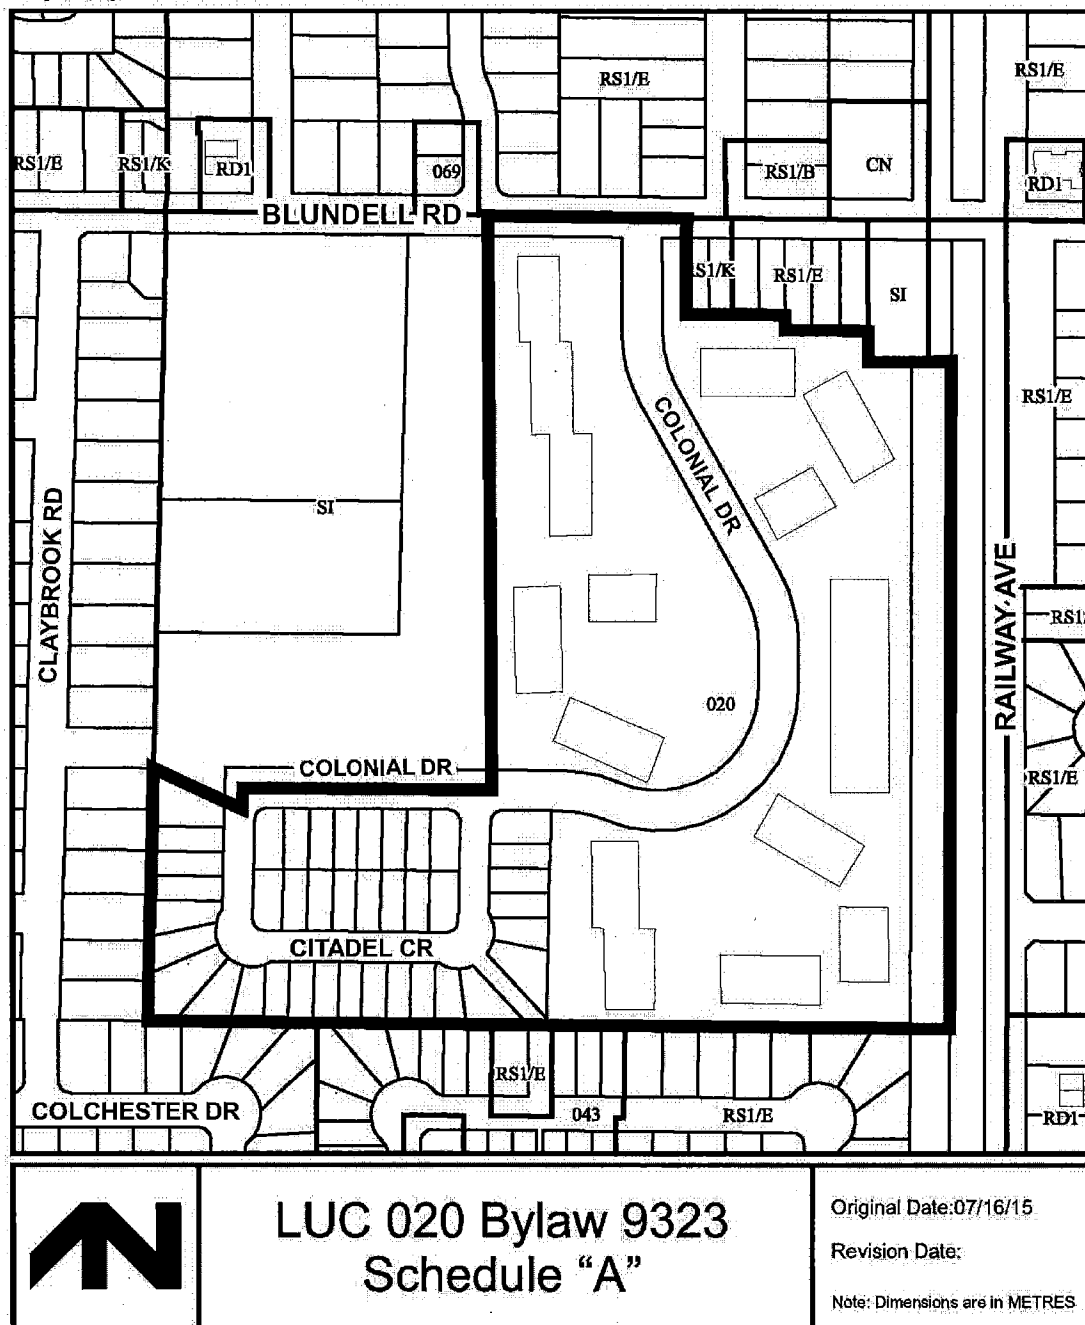 RS1/E
RS1/E
RS1/E
RS1/K
RD1
069
RS1/B
CN
RD1
BLUNDELL RD
RS1/K
RS1/E
SI
RS1/E
COLONIAL DR
SI
CLAYBROOK RD
RAILWAY AVE
RS1
020
COLONIAL DR
RS1/E
CITADEL CR
RS1/E
COLCHESTER DR
043
RS1/E
RD1
N
LUC 020 Bylaw 9323
Schedule “A”
Original Date:07/16/15
Revision Date:
Note: Dimensions are in METRES